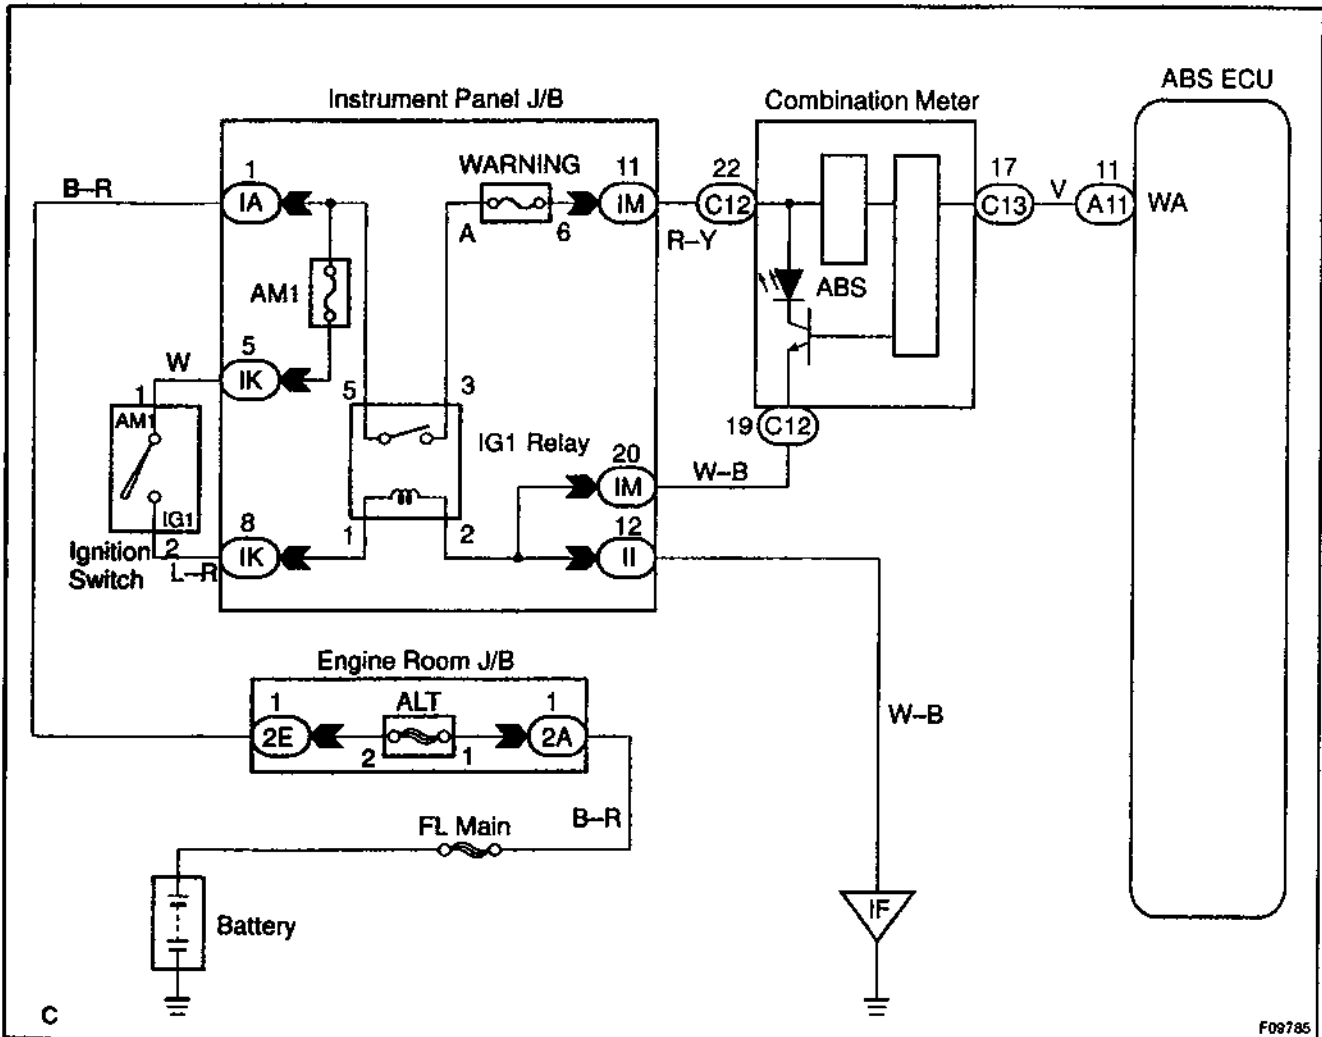 ABS ECU
Instrument Panel J/B
Combination Meter
1
WARNING
11
22
17
11
B–R
IA
IM
C12
C13
V
A11
WA
A
6
R–Y
AM1
ABS
5
W
IK
5
3
1
AM1
19
C12
IG1 Relay
20
IM
W–B
IG1
8
1
2
12
2
IK
II
Ignition
Switch
L–R
Engine Room J/B
1
ALT
1
2E
2A
2
1
W–B
B–R
FL Main
IF
Battery
C
F09785